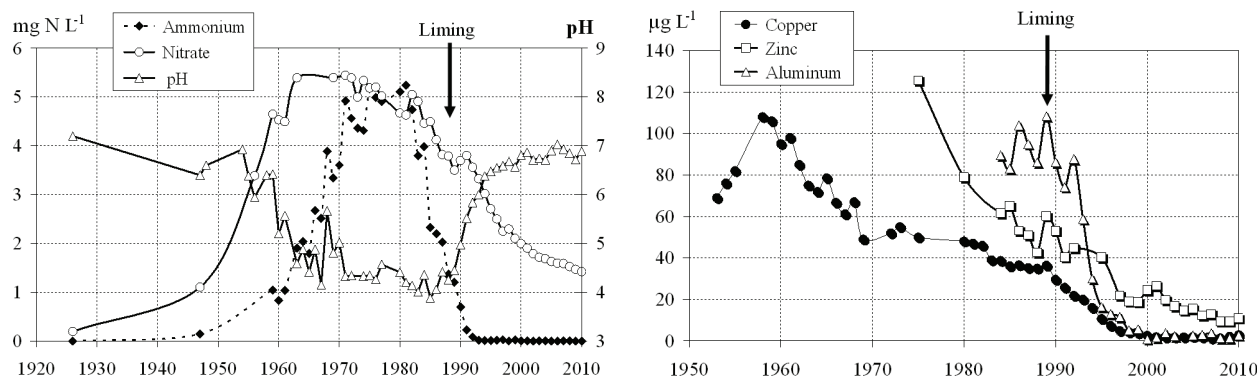 mg N L⁻¹
Ammonium
Nitrate
pH
Liming
pH
6
5
4
3
2
1
0
9
8
7
6
5
4
3
1920 1930 1940 1950 1960 1970 1980 1990 2000 2010
µg L⁻¹
Copper
Zinc
Aluminum
Liming
140
120
100
80
60
40
20
0
1950 1960 1970 1980 1990 2000 2010